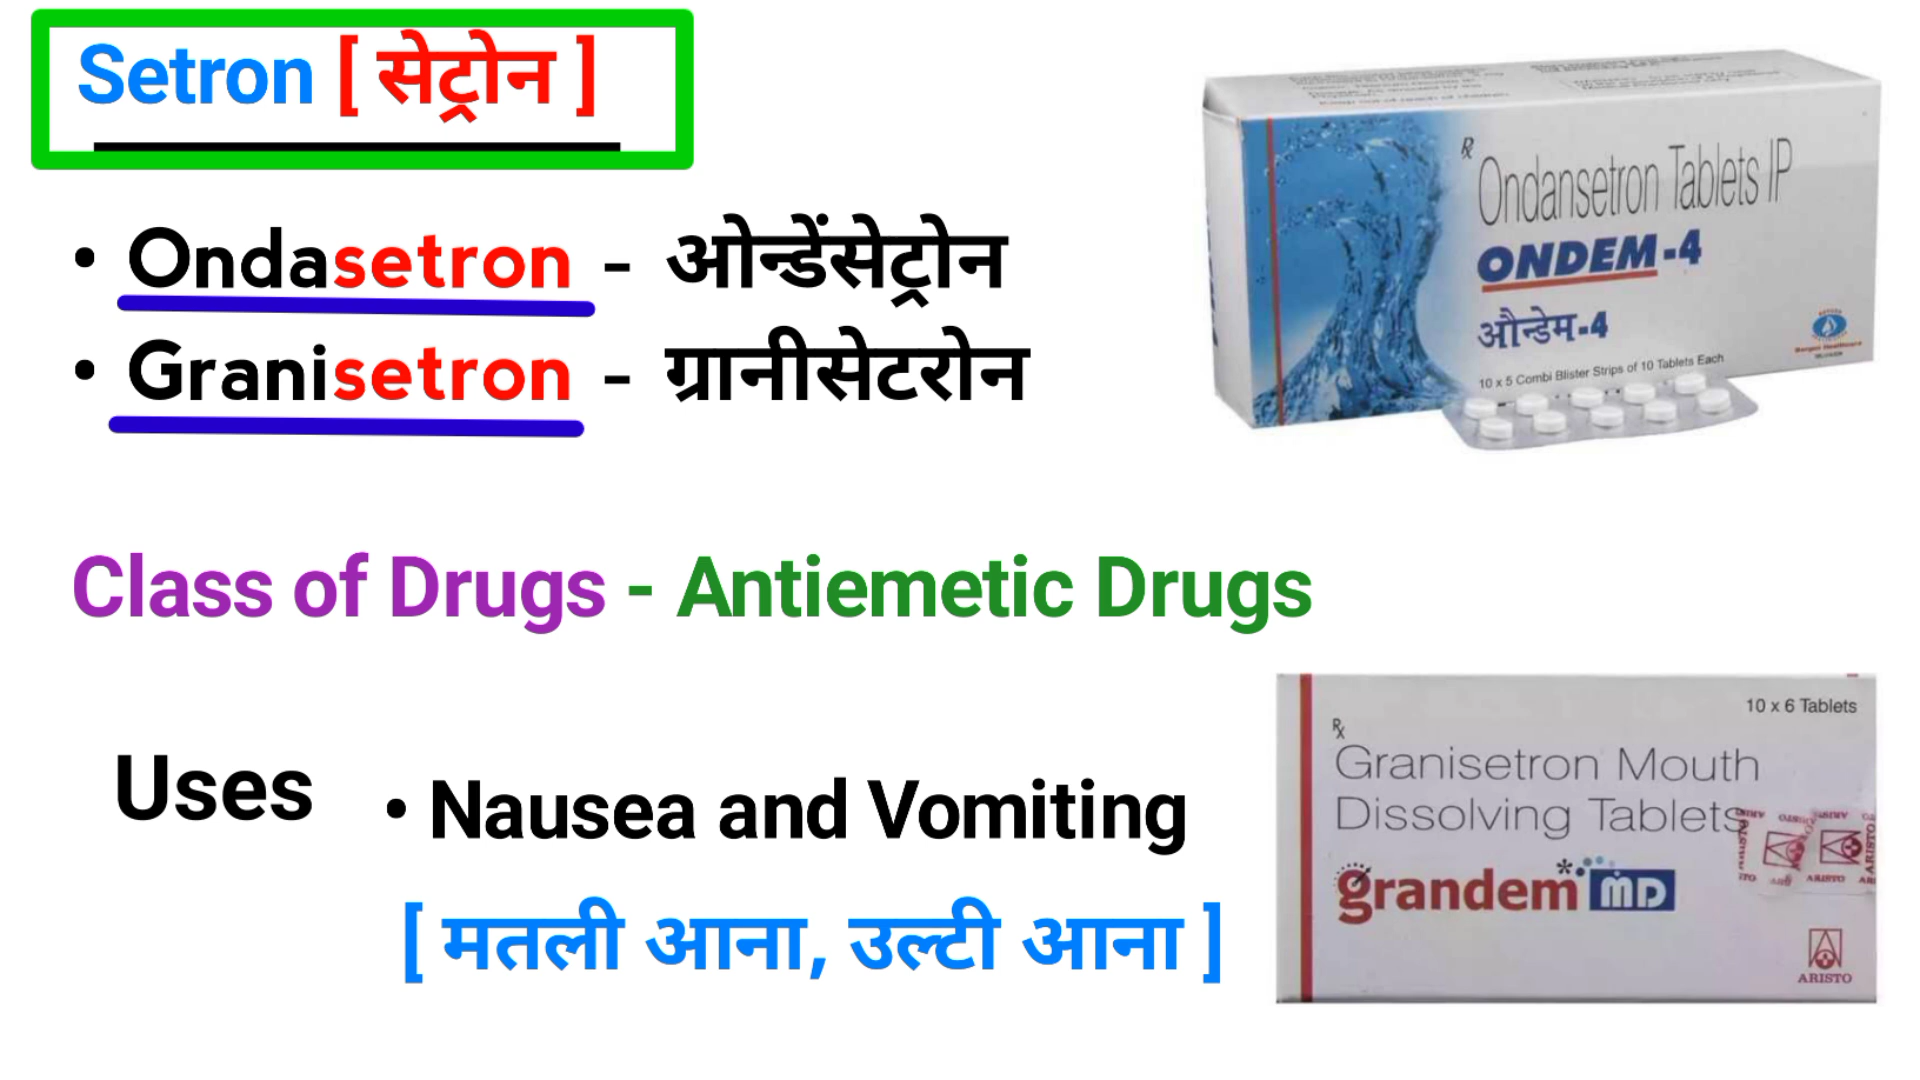 Setron [ सेट्रोन ]
• Ondasetron - ओन्डेंसेट्रोन
• Granisetron - ग्रानीसेटरोन
Rx
Ondansetron Tablets IP
ONDEM-4
औन्डेम-4
10 x 5 Combi Blister Strips of 10 Tablets Each
Class of Drugs - Antiemetic Drugs
Uses
• Nausea and Vomiting
[ मतली आना, उल्टी आना ]
10 x 6 Tablets
Rx
Granisetron Mouth
Dissolving Tablets
grandem* MD
ARISTO